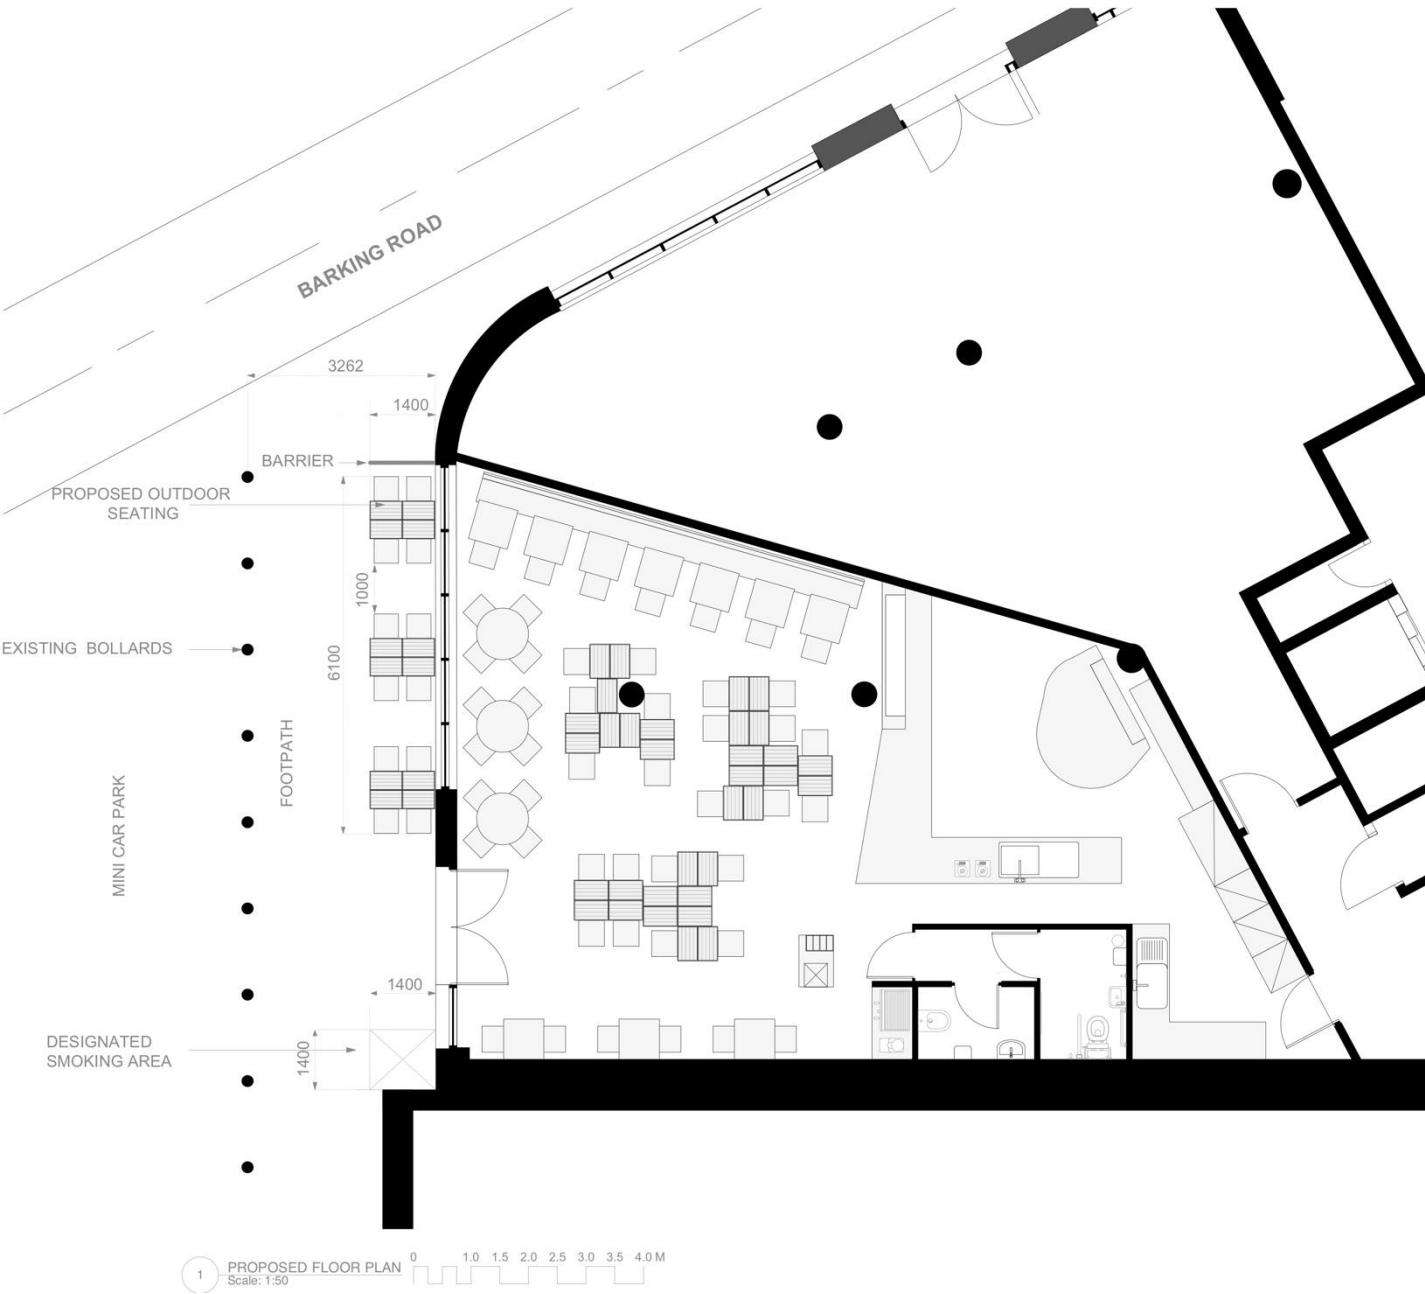 BARKING ROAD
3262
1400
BARRIER
PROPOSED OUTDOOR
SEATING
1000
EXISTING BOLLARDS
6100
FOOTPATH
MINI CAR PARK
1400
DESIGNATED
SMOKING AREA
1400
1
PROPOSED FLOOR PLAN
Scale: 1:50
0 1.0 1.5 2.0 2.5 3.0 3.5 4.0 M